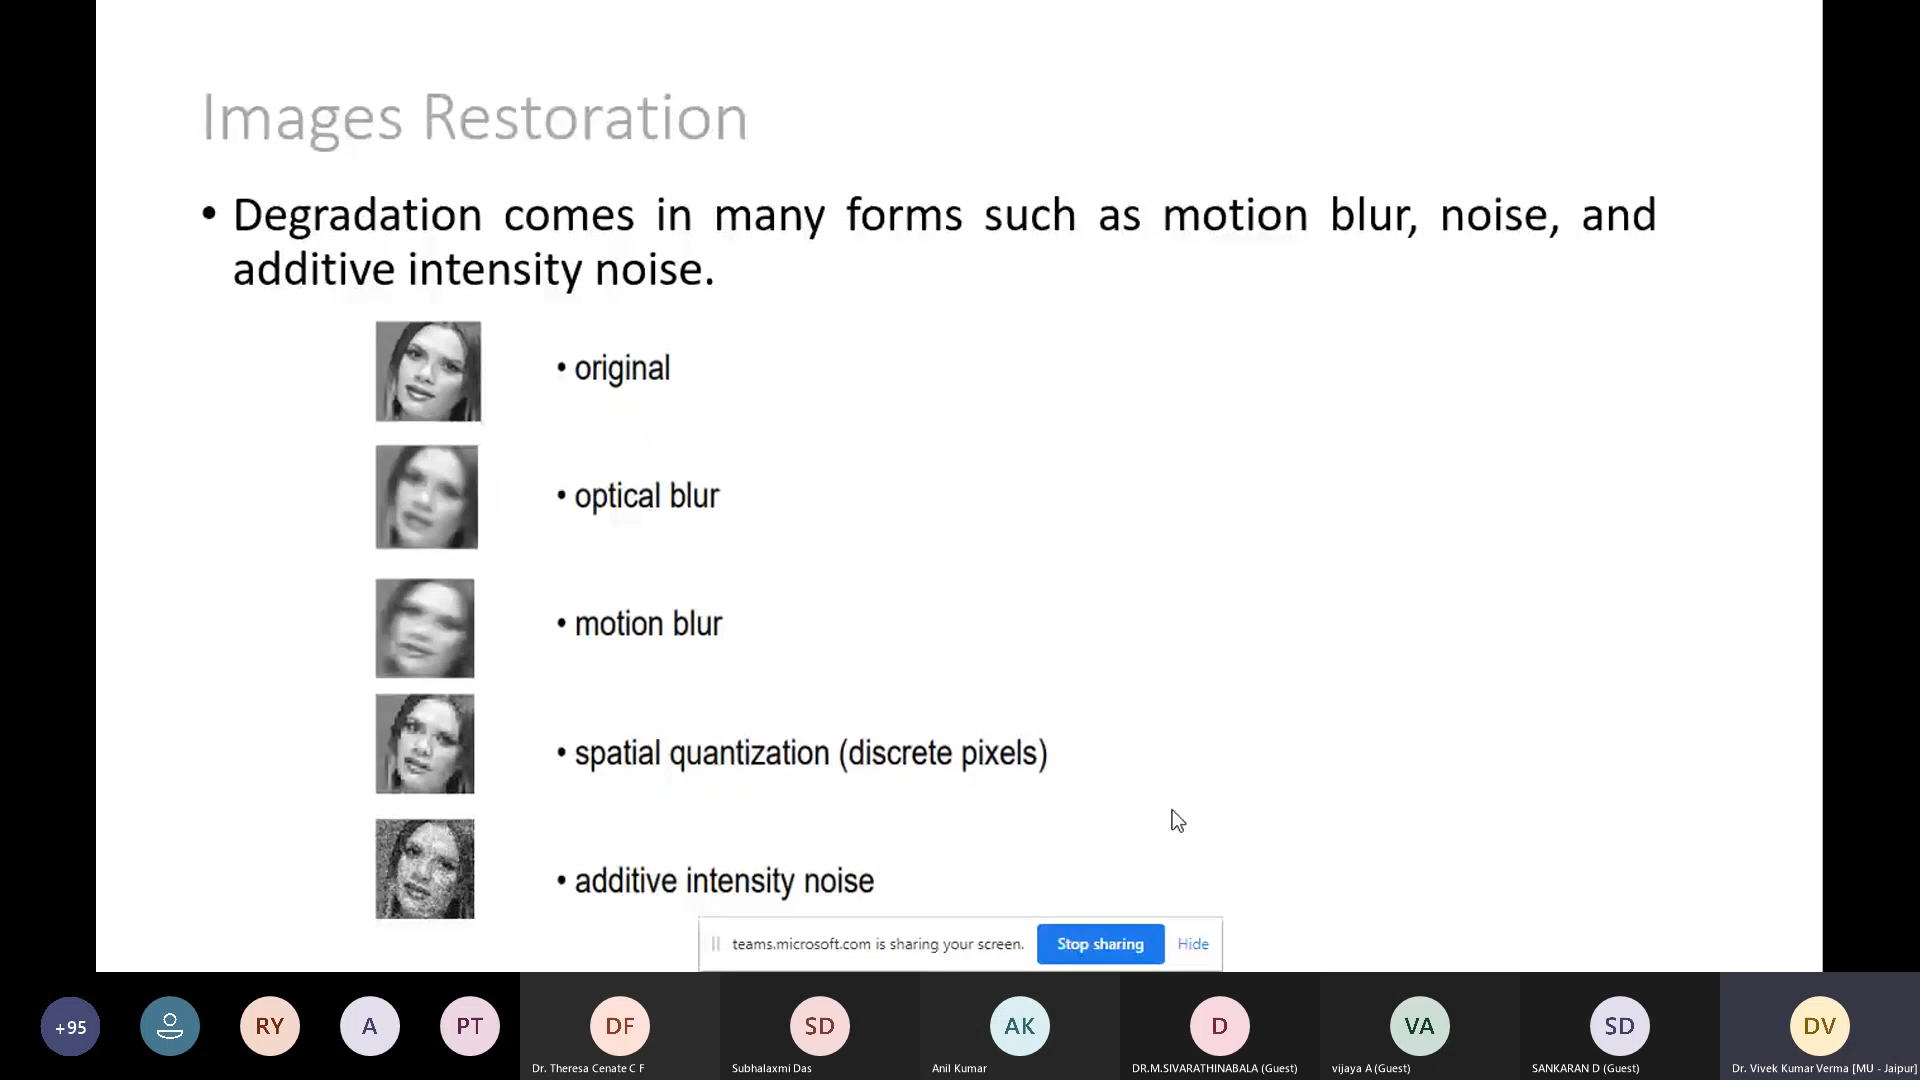 Images Restoration
• Degradation comes in many forms such as motion blur, noise, and
additive intensity noise.
• original
• optical blur
• motion blur
• spatial quantization (discrete pixels)
• additive intensity noise
teams.microsoft.com is sharing your screen. Stop sharing Hide
+95 RY A PT DF SD AK D VA SD DV
Dr. Theresa Cenate C F Subhalaxmi Das Anil Kumar DR.M.SIVARATHINABALA (Guest) vijaya A (Guest) SANKARAN D (Guest) Dr. Vivek Kumar Verma [MU - Jaipur]